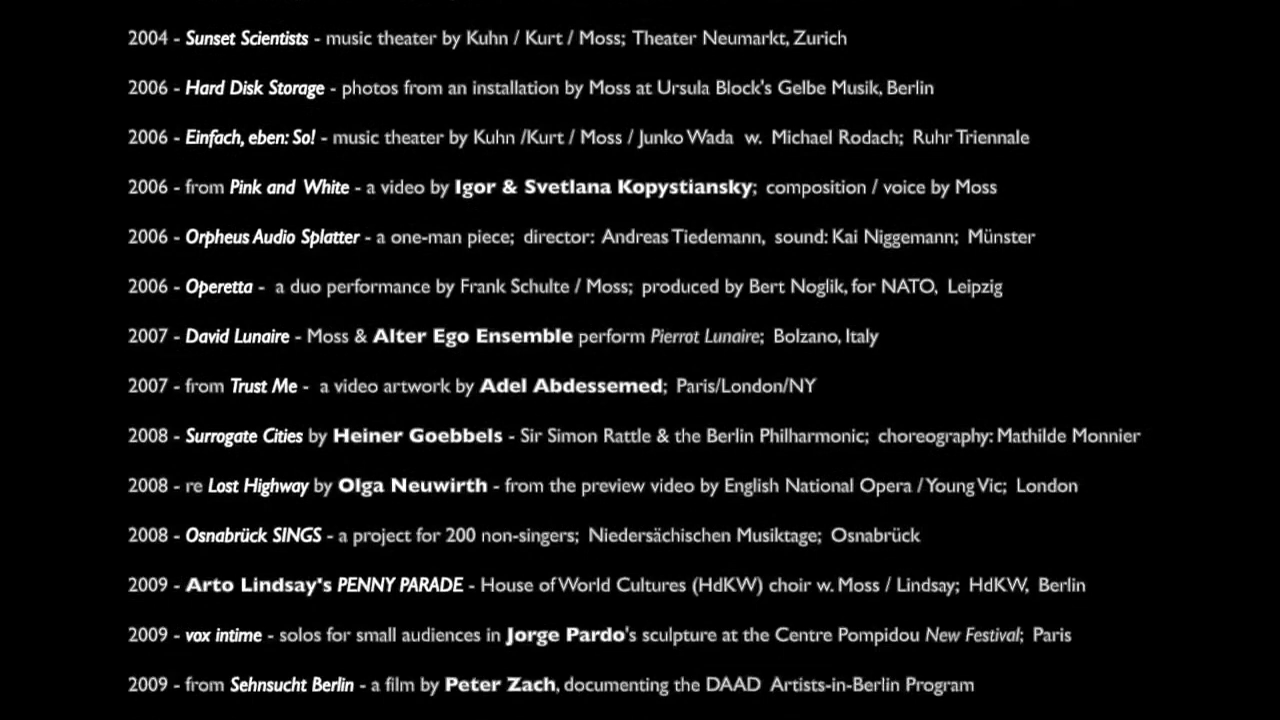 2004 - Sunset Scientists - music theater by Kuhn / Kurt / Moss; Theater Neumarkt, Zurich
2006 - Hard Disk Storage - photos from an installation by Moss at Ursula Block's Gelbe Musik, Berlin
2006 - Einfach, eben: So! - music theater by Kuhn /Kurt / Moss / Junko Wada w. Michael Rodach; Ruhr Triennale
2006 - from Pink and White - a video by Igor & Svetlana Kopystiansky; composition / voice by Moss
2006 - Orpheus Audio Splatter - a one-man piece; director: Andreas Tiedemann, sound: Kai Niggemann; Münster
2006 - Operetta - a duo performance by Frank Schulte / Moss; produced by Bert Noglik, for NATO, Leipzig
2007 - David Lunaire - Moss & Alter Ego Ensemble perform Pierrot Lunaire; Bolzano, Italy
2007 - from Trust Me - a video artwork by Adel Abdessemed; Paris/London/NY
2008 - Surrogate Cities by Heiner Goebbels - Sir Simon Rattle & the Berlin Philharmonic; choreography: Mathilde Monnier
2008 - re Lost Highway by Olga Neuwirth - from the preview video by English National Opera / Young Vic; London
2008 - Osnabrück SINGS - a project for 200 non-singers; Niedersächischen Musiktage; Osnabrück
2009 - Arto Lindsay's PENNY PARADE - House of World Cultures (HdKW) choir w. Moss / Lindsay; HdKW, Berlin
2009 - vox intime - solos for small audiences in Jorge Pardo's sculpture at the Centre Pompidou New Festival; Paris
2009 - from Sehnsucht Berlin - a film by Peter Zach, documenting the DAAD Artists-in-Berlin Program